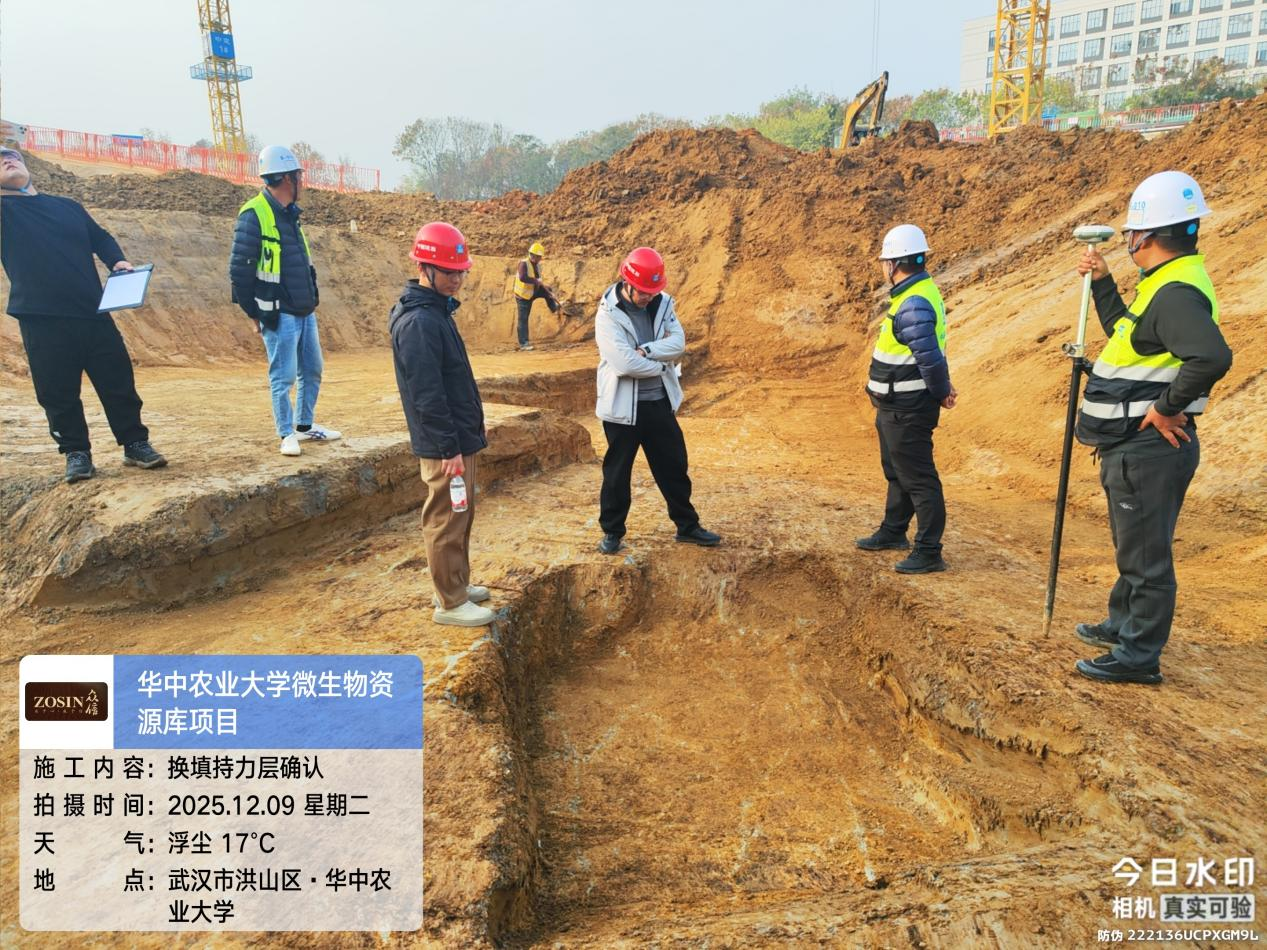 华中农业大学微生物资
源库项目
ZOSIN 众信
施工内容：换填持力层确认
拍摄时间：2025.12.09 星期二
天气：浮尘 17°C
地点：武汉市洪山区·华中农
业大学
今日水印
相机 真实可验
防伪 222136UCPXGM9L